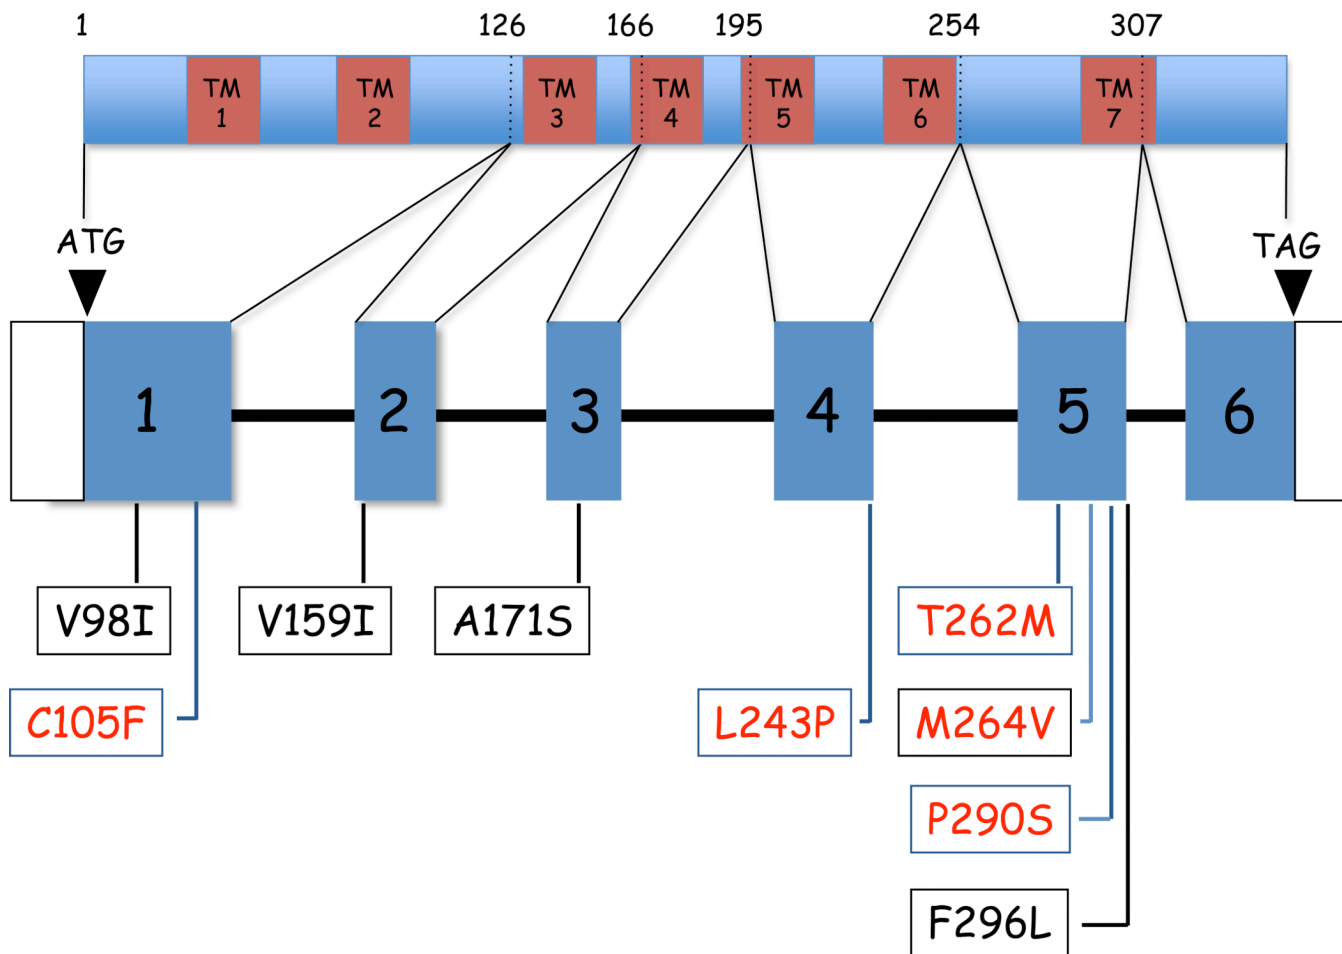 1 126 166 195 254 307
TM TM TM TM TM TM TM
1 2 3 4 5 6 7
ATG TAG
1 2 3 4 5 6
V98I V159I A171S T262M
C105F L243P M264V
P290S
F296L